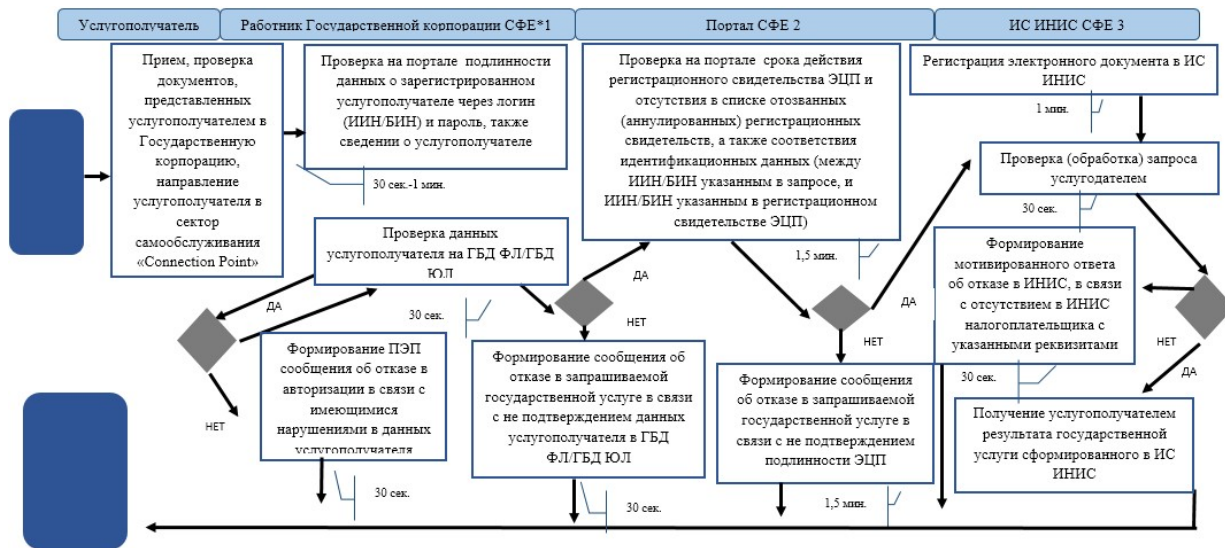 Услугополучатель
Работник Государственной корпорации СФЕ*1
Портал СФЕ 2
ИС ИНИС СФЕ 3
Прием, проверка
документов,
представленных
услугополучателем в
Государственную
корпорацию,
направление
услугополучателя в
сектор
самообслуживания
«Connection Point»
Проверка на портале подлинности
данных о зарегистрированном
услугополучателе через логин
(ИИН/БИН) и пароль, также
сведении о услугополучателе
30 сек.-1 мин.
Проверка на портале срока действия
регистрационного свидетельства ЭЦП и
отсутствия в списке отозванных
(аннулированных) регистрационных
свидетельств, а также соответствия
идентификационных данных (между
ИИН/БИН указанным в запросе, и
ИИН/БИН указанным в регистрационном
свидетельстве ЭЦП)
1,5 мин.
Регистрация электронного документа в ИС
ИНИС
1 мин.
Проверка (обработка) запроса
услугодателем
30 сек.
Проверка данных
услугополучателя на ГБД ФЛ/ГБД
ЮЛ
30 сек.
ДА
НЕТ
ДА
НЕТ
ДА
НЕТ
Формирование
мотивированного ответа
об отказе в ИНИС, в связи
с отсутствием в ИНИС
налогоплательщика с
указанными реквизитами
30 сек.
НЕТ
ДА
Формирование ПЭП
сообщения об отказе в
авторизации в связи с
имеющимися
нарушениями в данных
услугополучателя
30 сек.
Формирование сообщения об
отказе в запрашиваемой
государственной услуге в связи
с не подтверждением данных
услугополучателя в ГБД
ФЛ/ГБД ЮЛ
30 сек.
Формирование сообщения
об отказе в запрашиваемой
государственной услуге в
связи с не подтверждением
подлинности ЭЦП
1,5 мин.
Получение услугополучателем
результата государственной
услуги сформированного в ИС
ИНИС